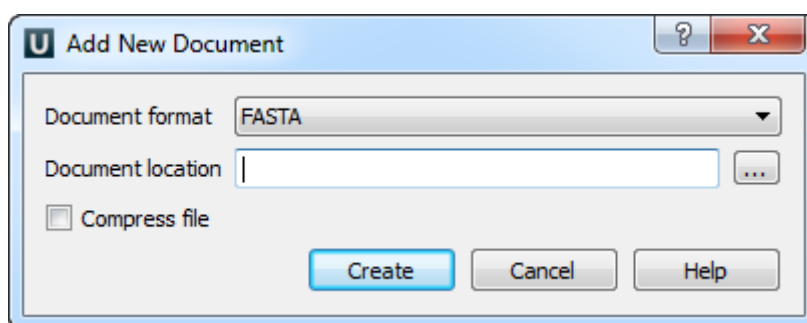 U Add New Document ? X
Document format FASTA
Document location ...
Compress file
Create Cancel Help